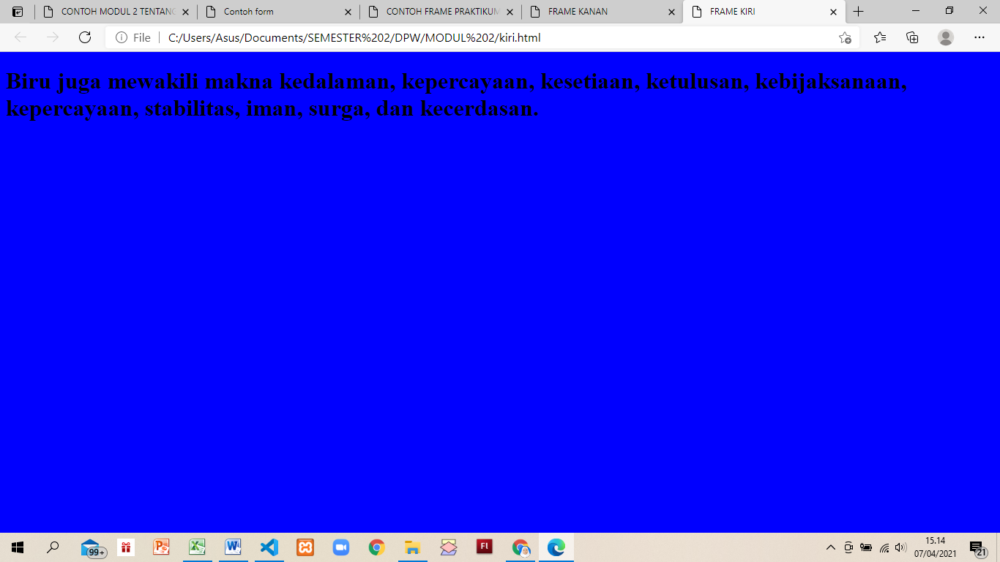 CONTOH MODUL 2 TENTANG
Contoh form
CONTOH FRAME PRAKTIKUM
FRAME KANAN
FRAME KIRI
File
C:/Users/Asus/Documents/SEMESTER%202/DPW/MODUL%202/kiri.html
Biru juga mewakili makna kedalaman, kepercayaan, kesetiaan, ketulusan, kebijaksanaan,
kepercayaan, stabilitas, iman, surga, dan kecerdasan.
99+
Fl
15.14
07/04/2021
21